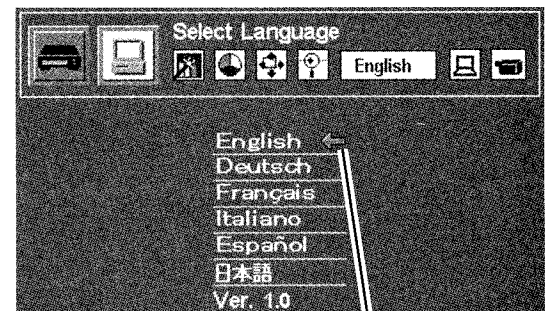 Select Language
English
English
Deutsch
Français
Italiano
Español
日本語
Ver. 1.0